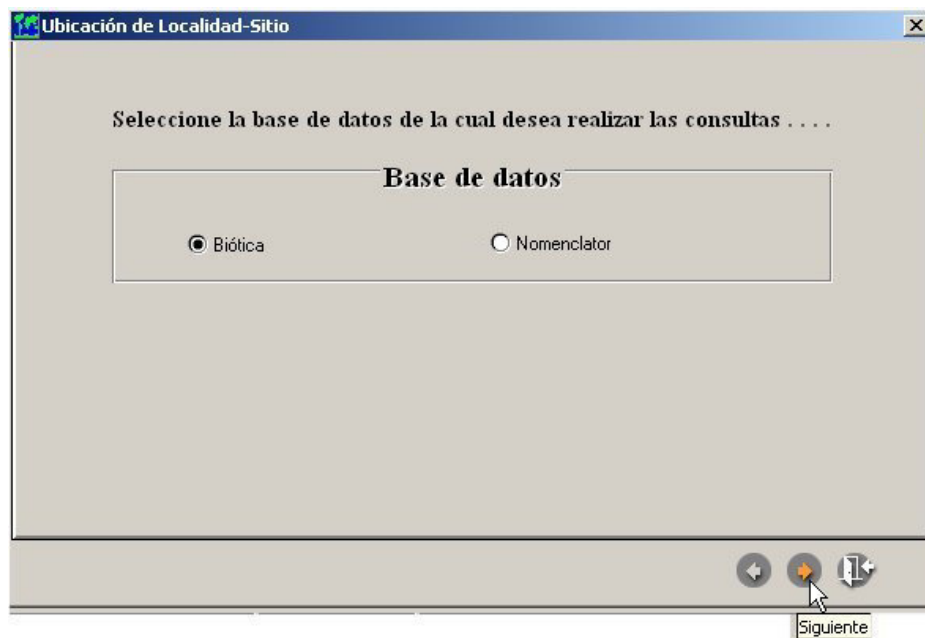 Ubicación de Localidad-Sitio
Seleccione la base de datos de la cual desea realizar las consultas . . . .
Base de datos
Biótica
Nomenclator
Siguiente